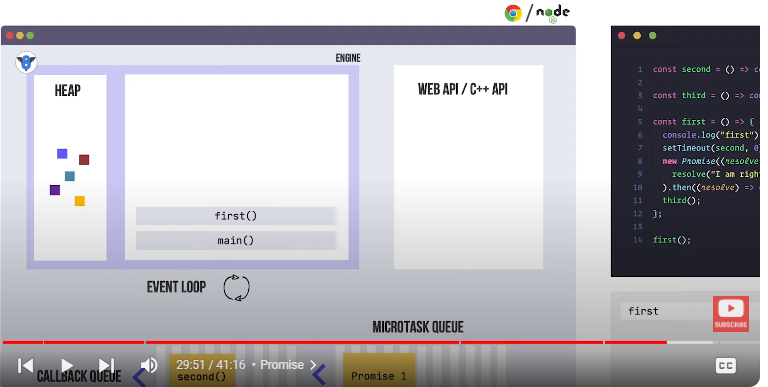 node
ENGINE
HEAP
WEB API / C++ API
first()
main()
EVENT LOOP
MICROTASK QUEUE
CALLBACK QUEUE
second()
Promise 1
1 const second = () => co
2
3 const third = () => con
4
5 const first = () => {
6 console.log("first")
7 setTimeout(second, 0)
8 new Promise((resolve
9 resolve("I am righ
10 ).then((resolve) => c
11 third();
12 };
13
14 first();
first
SUBSCRIBE
29:51 / 41:16 • Promise
CC